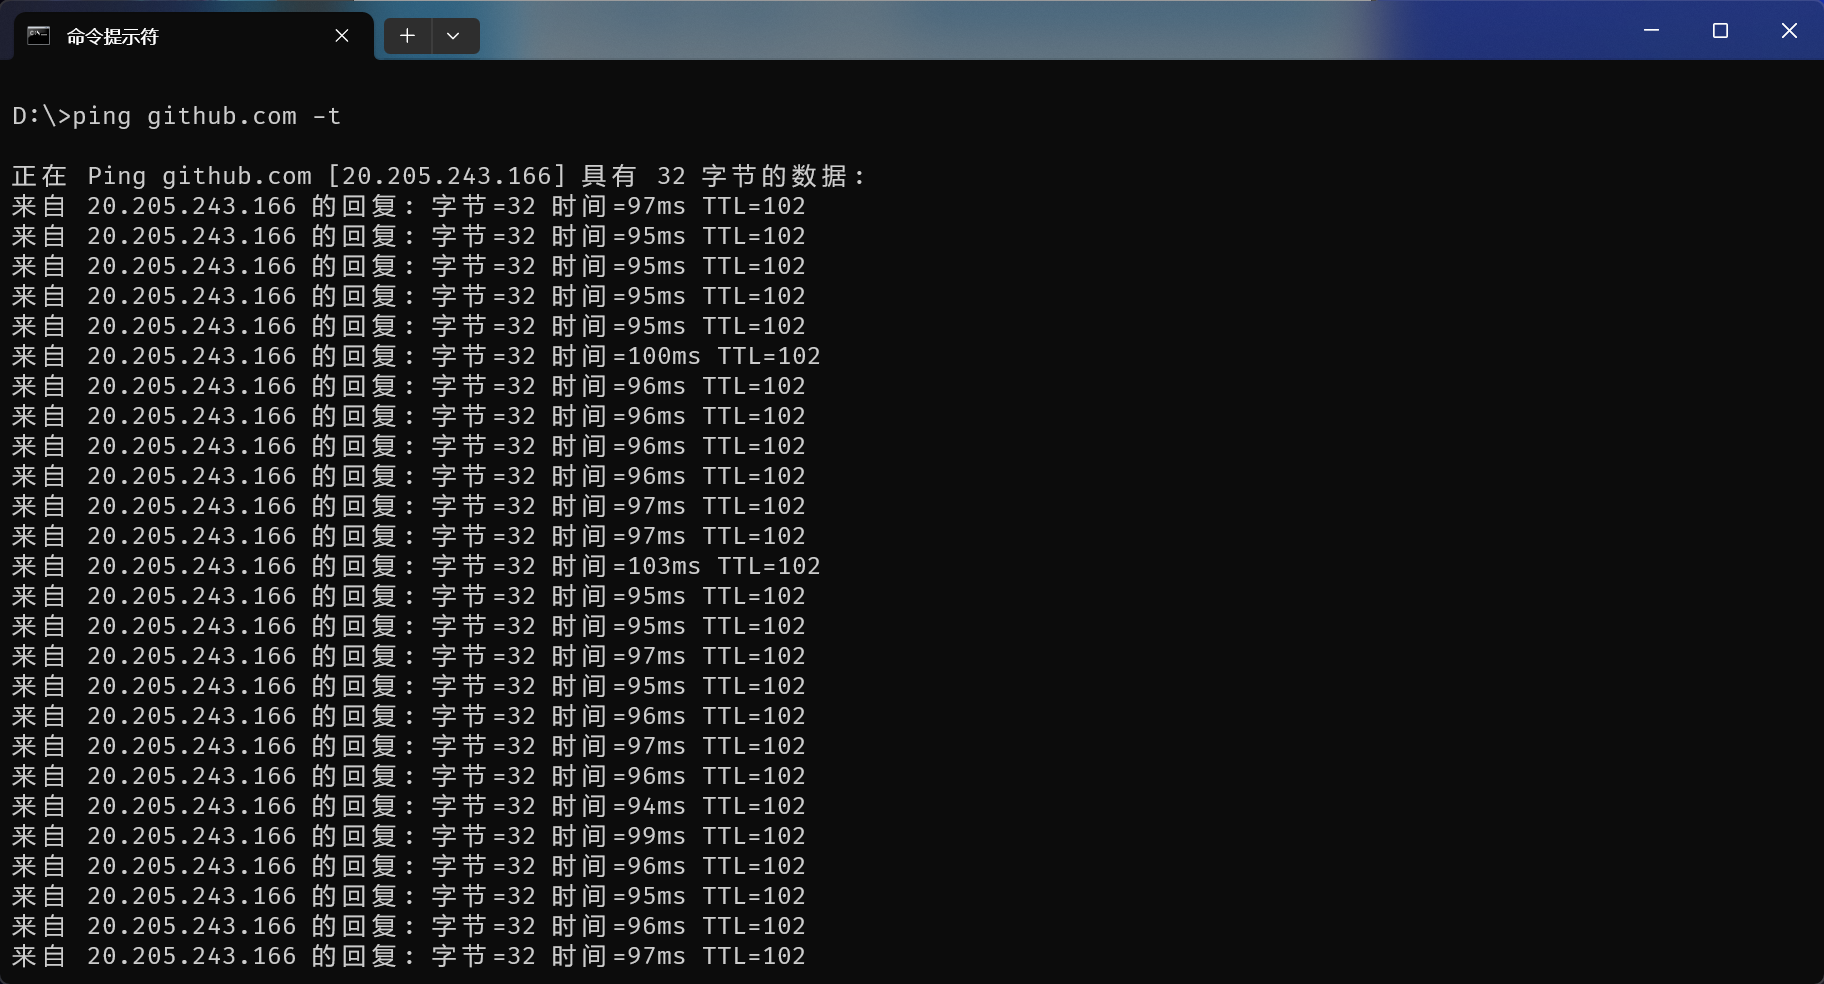 命令提示符
D:\>ping github.com -t
正在 Ping github.com [20.205.243.166] 具有 32 字节的数据:
来自 20.205.243.166 的回复: 字节=32 时间=97ms TTL=102
来自 20.205.243.166 的回复: 字节=32 时间=95ms TTL=102
来自 20.205.243.166 的回复: 字节=32 时间=95ms TTL=102
来自 20.205.243.166 的回复: 字节=32 时间=95ms TTL=102
来自 20.205.243.166 的回复: 字节=32 时间=95ms TTL=102
来自 20.205.243.166 的回复: 字节=32 时间=100ms TTL=102
来自 20.205.243.166 的回复: 字节=32 时间=96ms TTL=102
来自 20.205.243.166 的回复: 字节=32 时间=96ms TTL=102
来自 20.205.243.166 的回复: 字节=32 时间=96ms TTL=102
来自 20.205.243.166 的回复: 字节=32 时间=96ms TTL=102
来自 20.205.243.166 的回复: 字节=32 时间=97ms TTL=102
来自 20.205.243.166 的回复: 字节=32 时间=97ms TTL=102
来自 20.205.243.166 的回复: 字节=32 时间=103ms TTL=102
来自 20.205.243.166 的回复: 字节=32 时间=95ms TTL=102
来自 20.205.243.166 的回复: 字节=32 时间=95ms TTL=102
来自 20.205.243.166 的回复: 字节=32 时间=97ms TTL=102
来自 20.205.243.166 的回复: 字节=32 时间=95ms TTL=102
来自 20.205.243.166 的回复: 字节=32 时间=96ms TTL=102
来自 20.205.243.166 的回复: 字节=32 时间=97ms TTL=102
来自 20.205.243.166 的回复: 字节=32 时间=96ms TTL=102
来自 20.205.243.166 的回复: 字节=32 时间=94ms TTL=102
来自 20.205.243.166 的回复: 字节=32 时间=99ms TTL=102
来自 20.205.243.166 的回复: 字节=32 时间=96ms TTL=102
来自 20.205.243.166 的回复: 字节=32 时间=95ms TTL=102
来自 20.205.243.166 的回复: 字节=32 时间=96ms TTL=102
来自 20.205.243.166 的回复: 字节=32 时间=97ms TTL=102